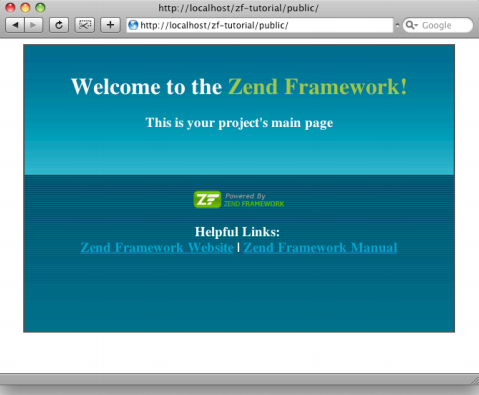 http://localhost/zf-tutorial/public/
http://localhost/zf-tutorial/public/
Google
Welcome to the Zend Framework!
This is your project's main page
ZF Powered By
ZEND FRAMEWORK
Helpful Links:
Zend Framework Website | Zend Framework Manual